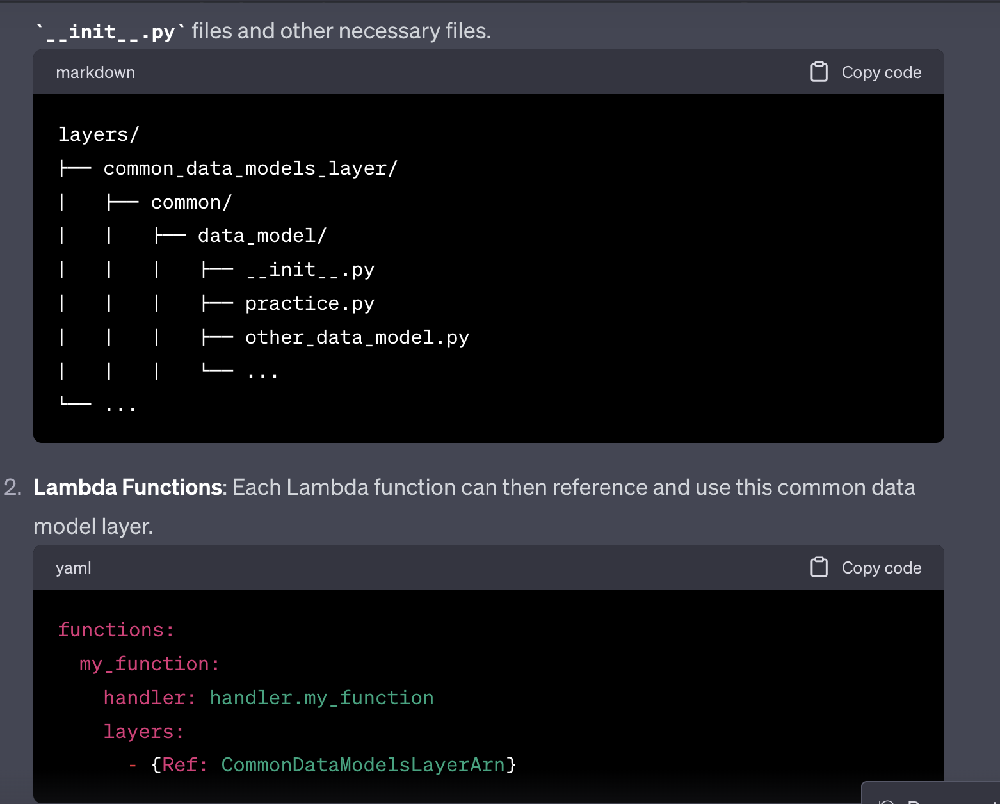 `__init__.py` files and other necessary files.
markdown
Copy code
layers/
├── common_data_models_layer/
|   ├── common/
|   |   ├── data_model/
|   |   |   ├── __init__.py
|   |   |   ├── practice.py
|   |   |   ├── other_data_model.py
|   |   |   └── ...
└── ...
2. Lambda Functions: Each Lambda function can then reference and use this common data
model layer.
yaml
Copy code
functions:
  my_function:
    handler: handler.my_function
    layers:
      - {Ref: CommonDataModelsLayerArn}